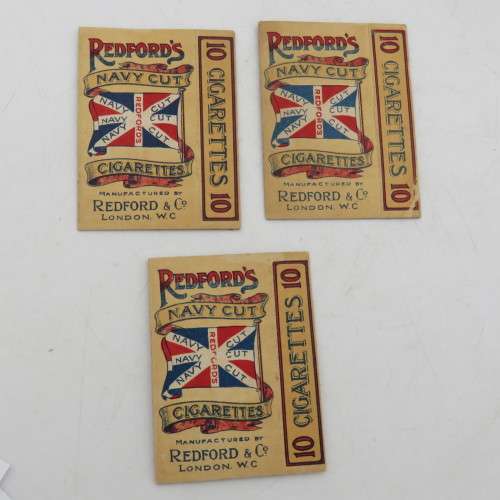 REDFORD'S
NAVY CUT
NAVY CUT
NAVY CUT
NAVY CUT
REDFORDS
CIGARETTES
MANUFACTURED BY
REDFORD & Co
LONDON. W.C
10 CIGARETTES 10
REDFORD'S
NAVY CUT
NAVY CUT
NAVY CUT
NAVY CUT
REDFORDS
CIGARETTES
MANUFACTURED BY
REDFORD & Co
LONDON. W.C
10 CIGARETTES 10
REDFORD'S
NAVY CUT
NAVY CUT
NAVY CUT
NAVY CUT
REDFORDS
CIGARETTES
MANUFACTURED BY
REDFORD & Co
LONDON. W.C
10 CIGARETTES 10